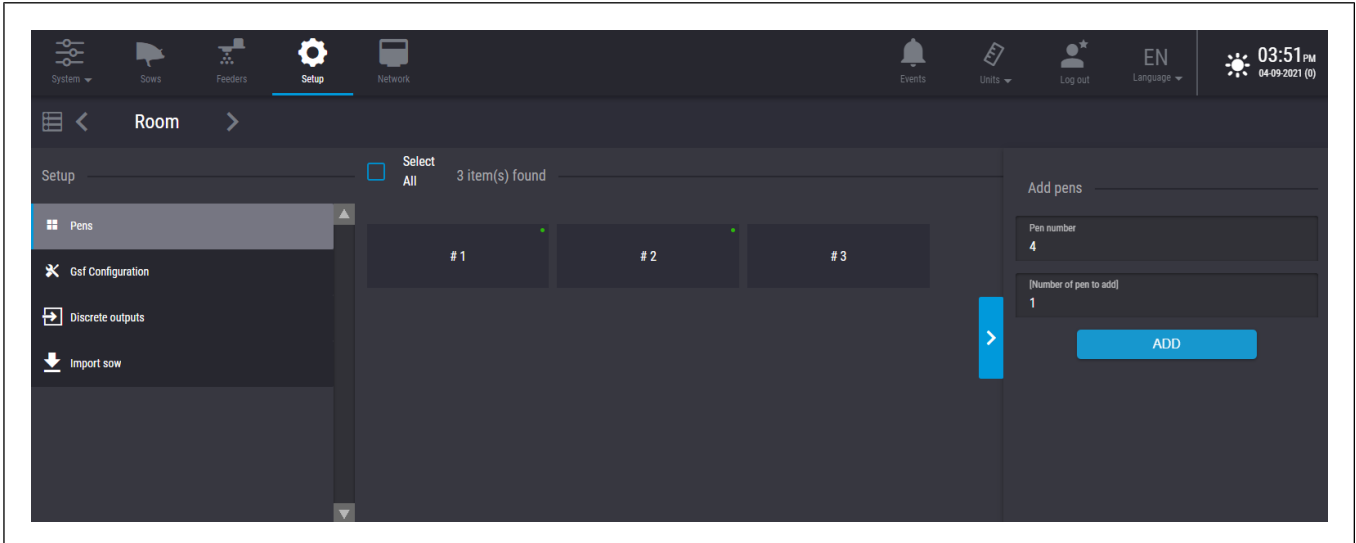 System
Sows
Feeders
Setup
Network
Events
Units
Log out
EN
Language
03:51 PM
04-09-2021 (0)
Room
Setup
Select
All
3 item(s) found
Add pens
Pens
Gsf Configuration
Discrete outputs
Import sow
# 1
# 2
# 3
Pen number
4
[Number of pen to add]
1
ADD